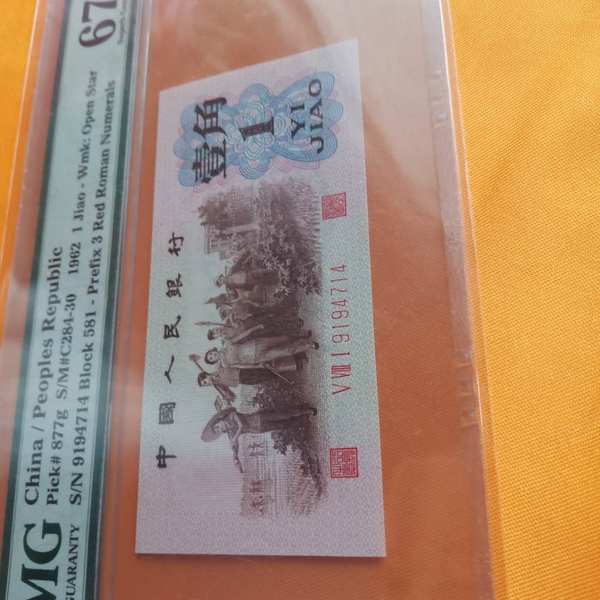 MG
GUARANTY
China / Peoples Republic
Pick# 877g S/M#C284-30 1962 1 Jiao - Wmk: Open Star
S/N 9194714 Block 581 - Prefix 3 Red Roman Numerals
67
中國人民銀行
壹角
1
YI
JIAO
V VIII I 9194714